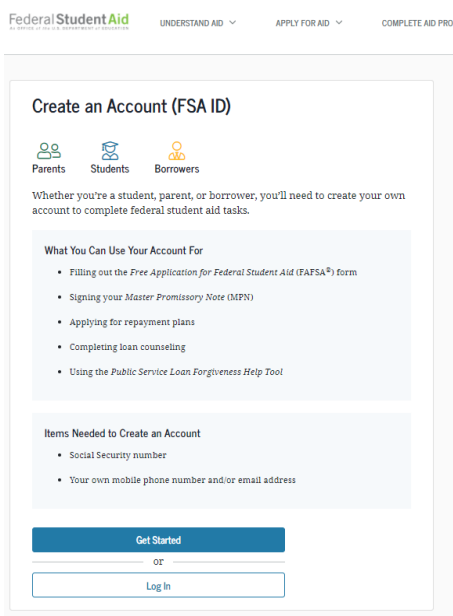 Federal Student Aid
AN OFFICE of the U.S. DEPARTMENT of EDUCATION
UNDERSTAND AID
APPLY FOR AID
COMPLETE AID PRO
Create an Account (FSA ID)
Parents
Students
Borrowers
Whether you're a student, parent, or borrower, you'll need to create your own
account to complete federal student aid tasks.
What You Can Use Your Account For
• Filling out the Free Application for Federal Student Aid (FAFSA®) form
• Signing your Master Promissory Note (MPN)
• Applying for repayment plans
• Completing loan counseling
• Using the Public Service Loan Forgiveness Help Tool
Items Needed to Create an Account
• Social Security number
• Your own mobile phone number and/or email address
Get Started
or
Log In